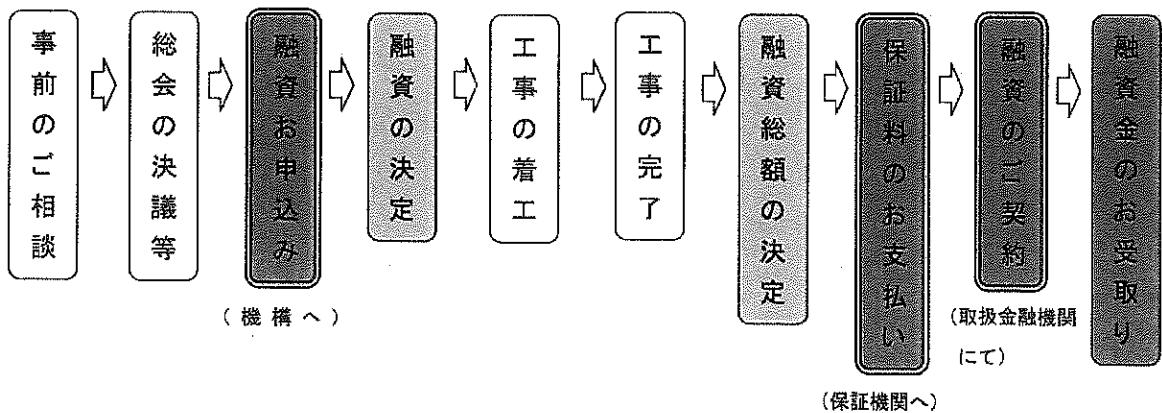 事前のご相談
総会の決議等
融資お申込み
(機構へ)
融資の決定
工事の着工
工事の完了
融資総額の決定
保証料のお支払い
(保証機関へ)
融資のご契約
(取扱金融機関
にて)
融資金のお受取り